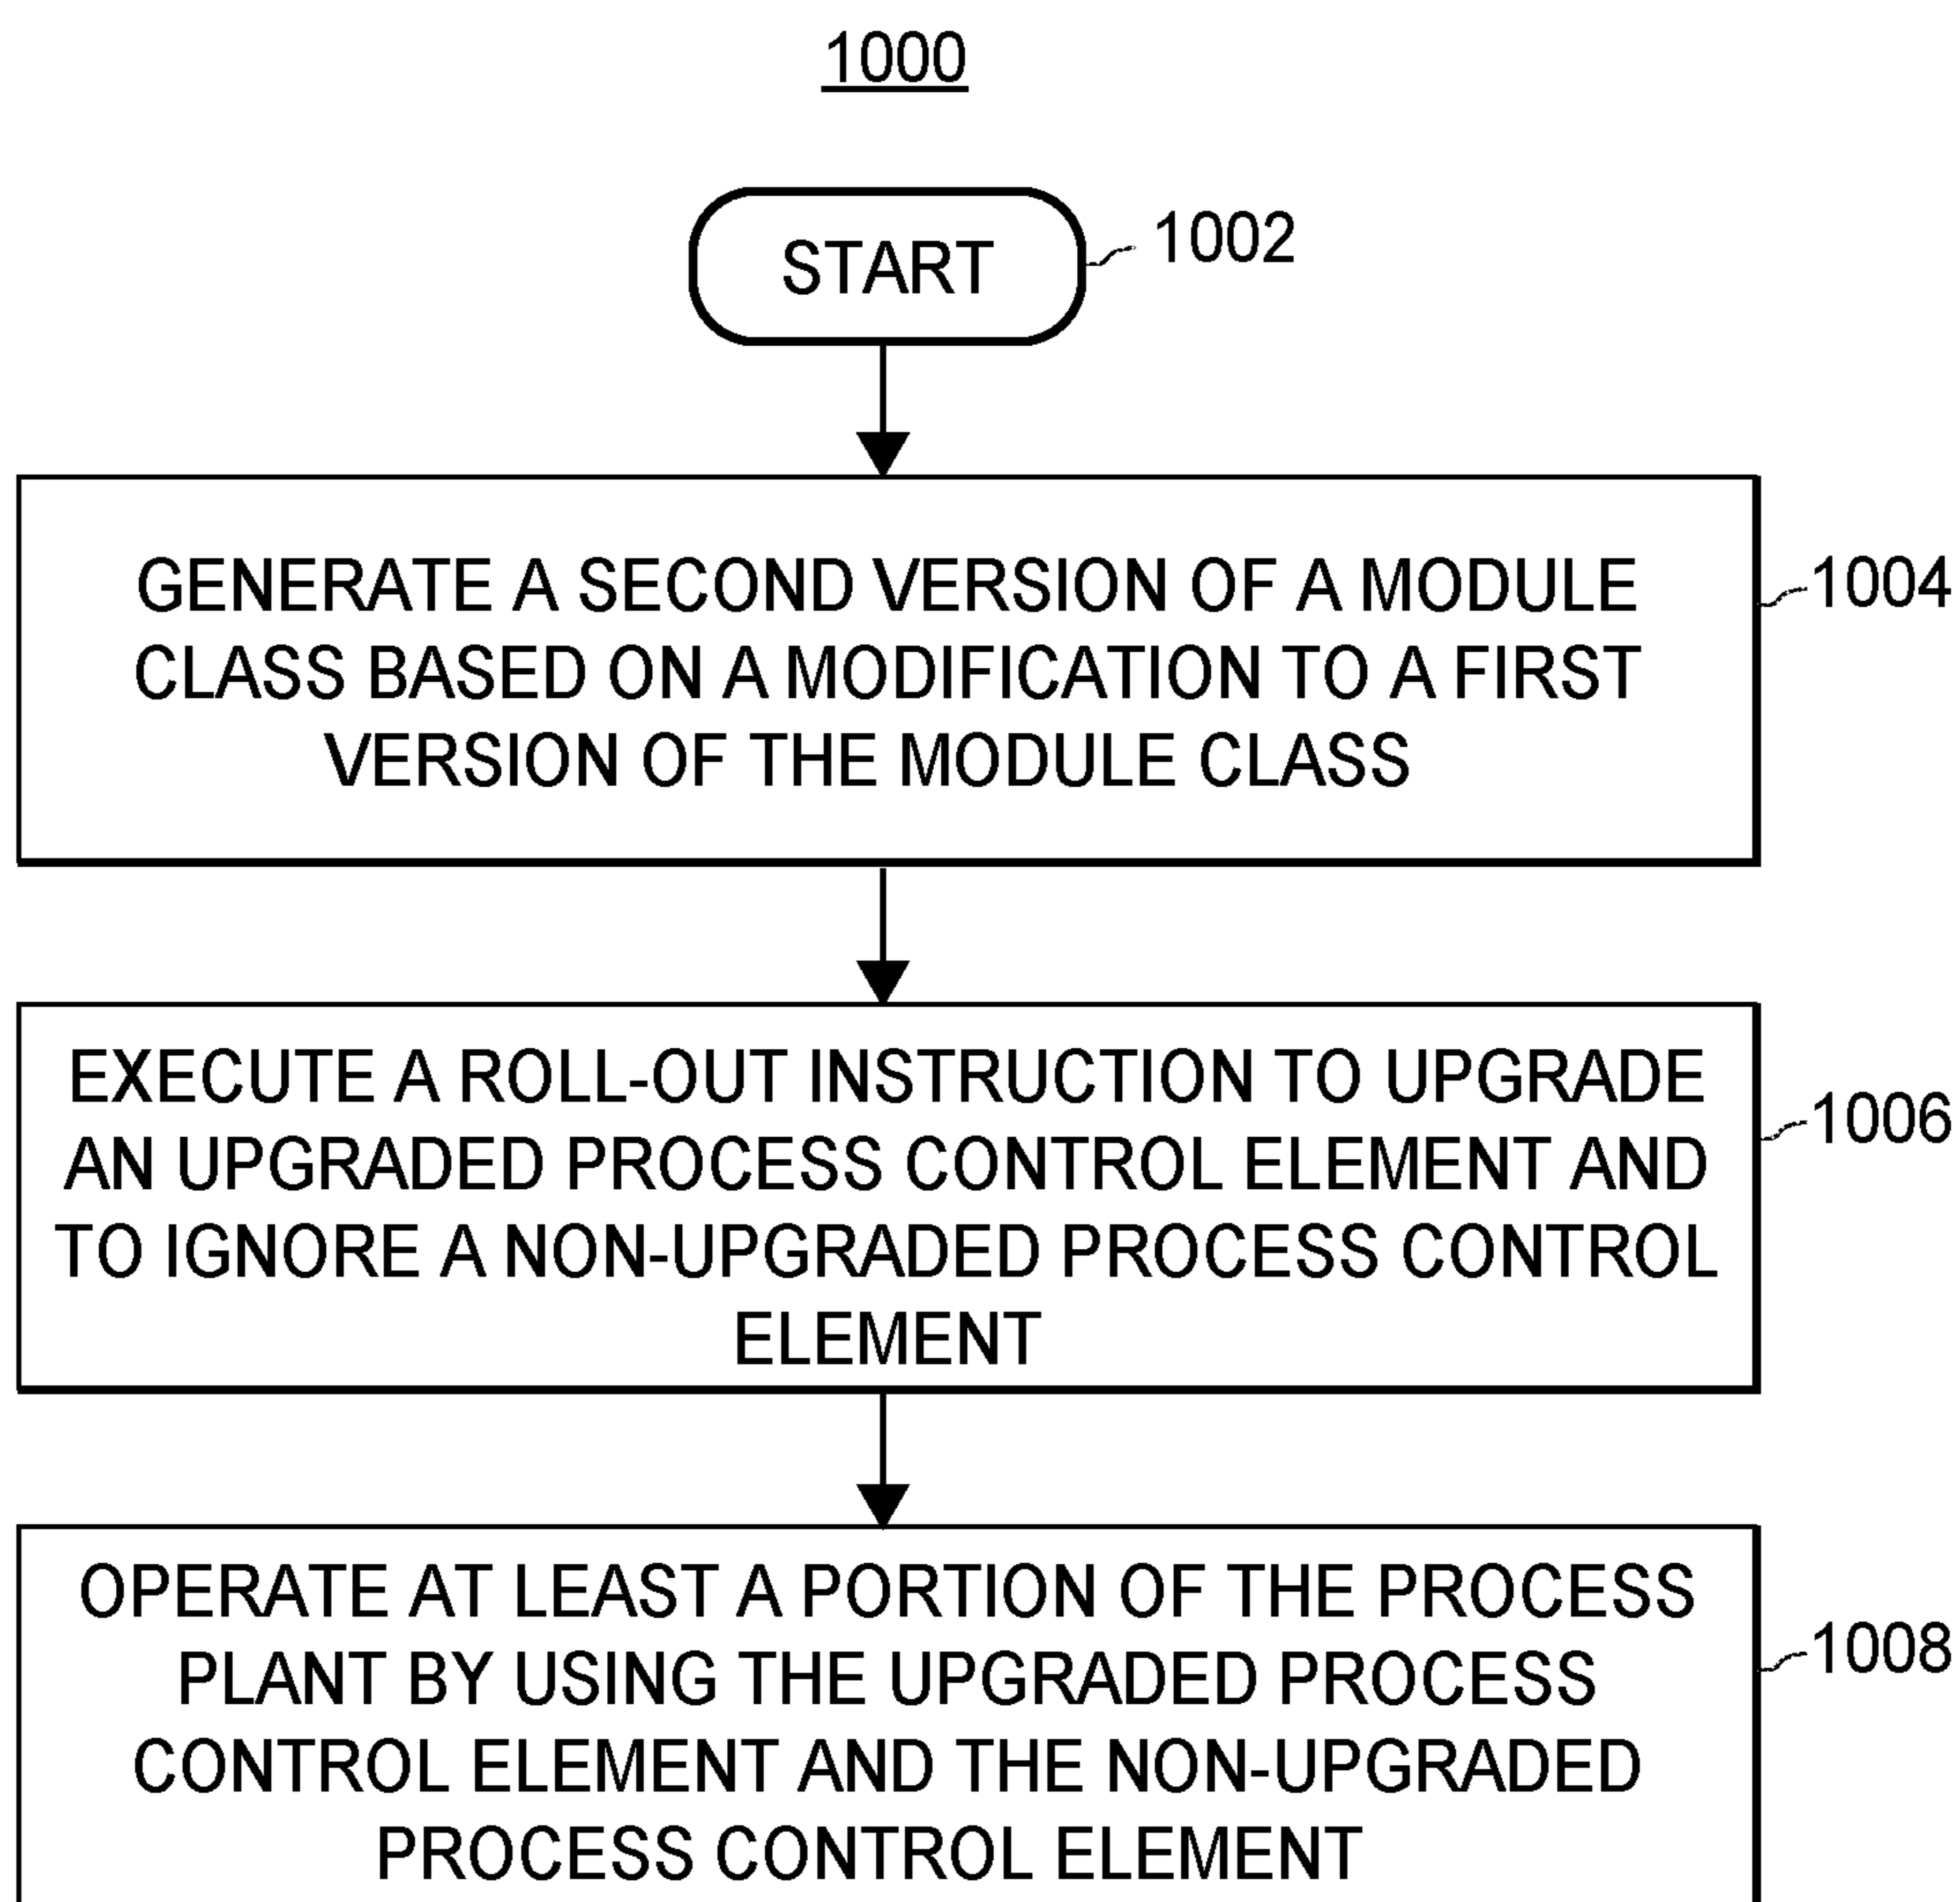 1000
START
1002
GENERATE A SECOND VERSION OF A MODULE
CLASS BASED ON A MODIFICATION TO A FIRST
VERSION OF THE MODULE CLASS
1004
EXECUTE A ROLL-OUT INSTRUCTION TO UPGRADE
AN UPGRADED PROCESS CONTROL ELEMENT AND
TO IGNORE A NON-UPGRADED PROCESS CONTROL
ELEMENT
1006
OPERATE AT LEAST A PORTION OF THE PROCESS
PLANT BY USING THE UPGRADED PROCESS
CONTROL ELEMENT AND THE NON-UPGRADED
PROCESS CONTROL ELEMENT
1008